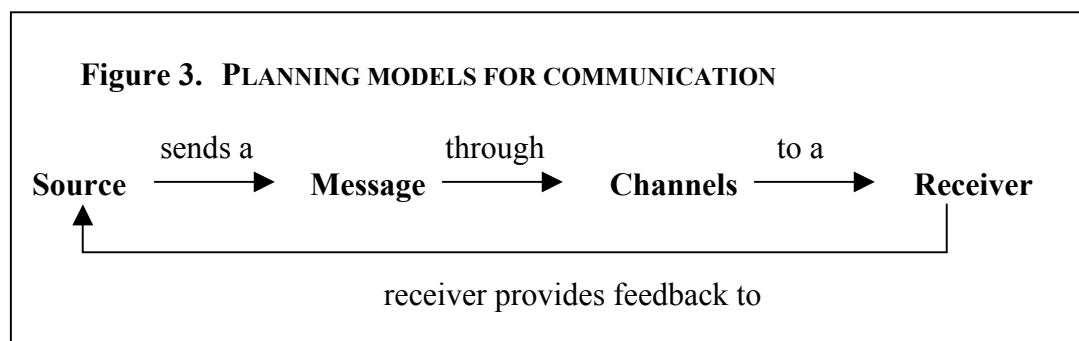 Figure 3. PLANNING MODELS FOR COMMUNICATION
sends a through to a
Source Message Channels Receiver
receiver provides feedback to